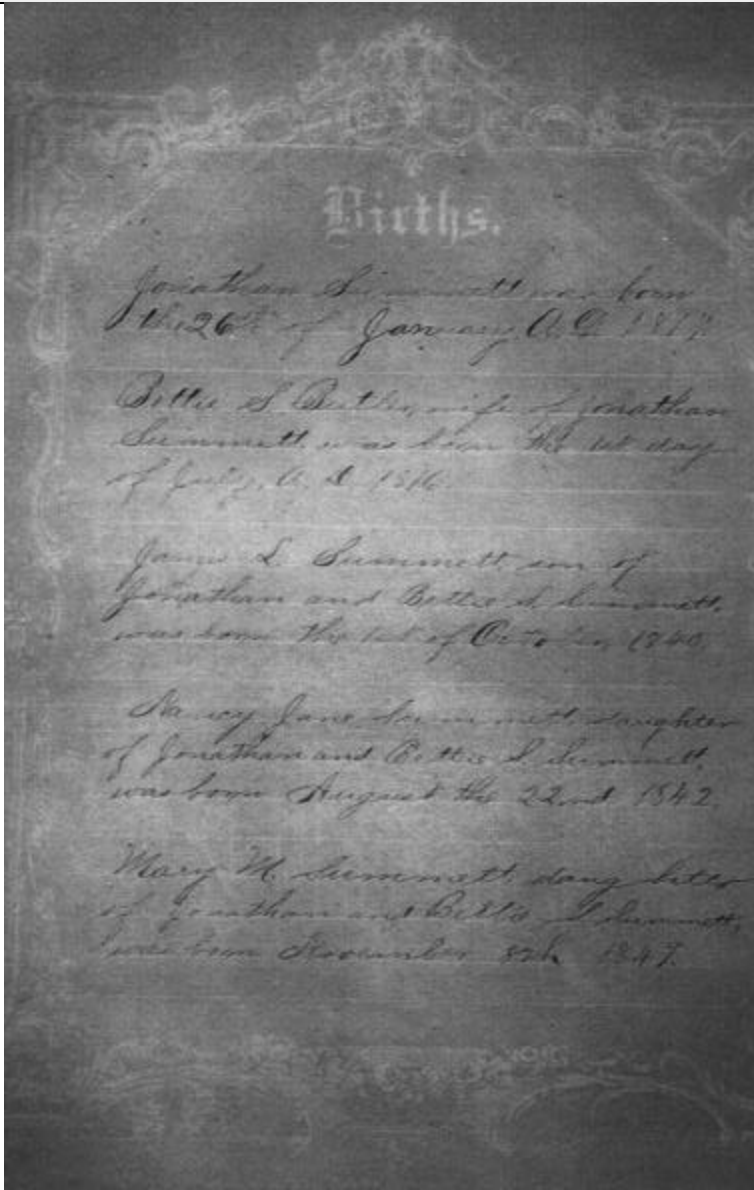 Births.
Jonathan Summett was born
the 26th of January A.D.
Bettie S Butler, wife of Jonathan
Summett, was born the 1st day
of July, A.D. 1816
James L Summett, son of
Jonathan and Bettie S. Summett,
was born the 1st of October, 1840.
Nancy Jane Summett, daughter
of Jonathan and Bettie S. Summett,
was born August the 22nd 1842.
Mary M. Summett, daughter
of Jonathan and Bettie S Summett,
was born November 8th 1847.